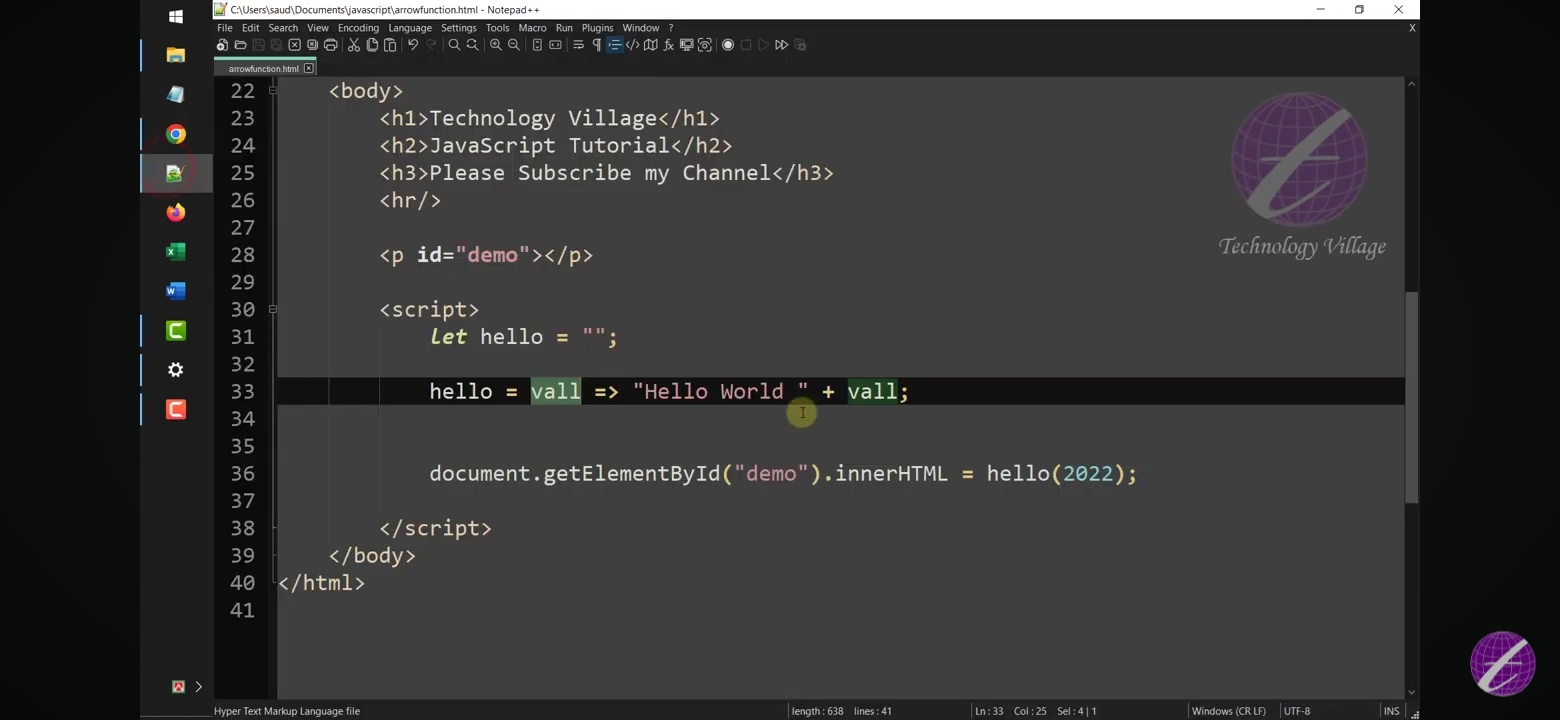 C:\Users\saud\Documents\javascript\arrowfunction.html - Notepad++
File Edit Search View Encoding Language Settings Tools Macro Run Plugins Window ? X
arrowfunction.html
22 <body>
23 <h1>Technology Village</h1>
24 <h2>JavaScript Tutorial</h2>
25 <h3>Please Subscribe my Channel</h3>
26 <hr/>
27
28 <p id="demo"></p>
29
30 <script>
31 let hello = "";
32
33 hello = vall => "Hello World " + vall;
34
35
36 document.getElementById("demo").innerHTML = hello(2022);
37
38 </script>
39 </body>
40 </html>
41
Technology Village
Hyper Text Markup Language file length : 638 lines : 41 Ln : 33 Col : 25 Sel : 4 | 1 Windows (CR LF) UTF-8 INS